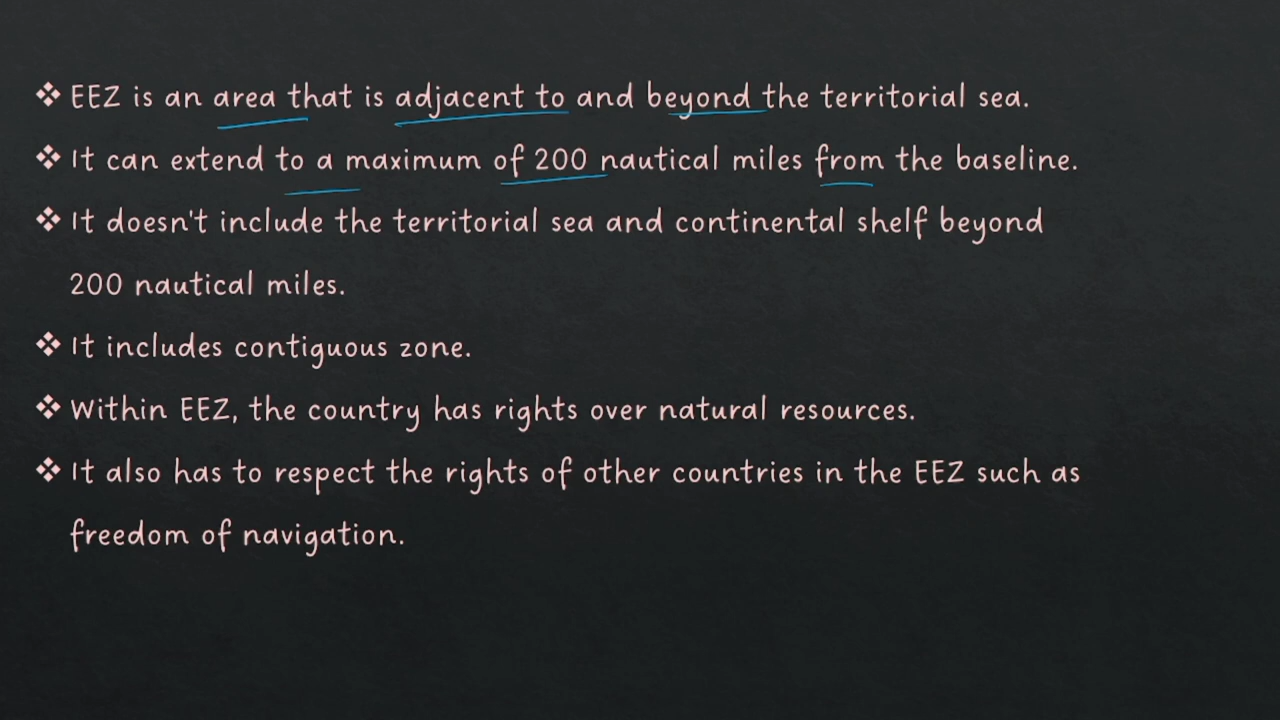 ❖ EEZ is an area that is adjacent to and beyond the territorial sea.
❖ It can extend to a maximum of 200 nautical miles from the baseline.
❖ It doesn't include the territorial sea and continental shelf beyond
200 nautical miles.
❖ It includes contiguous zone.
❖ Within EEZ, the country has rights over natural resources.
❖ It also has to respect the rights of other countries in the EEZ such as
freedom of navigation.